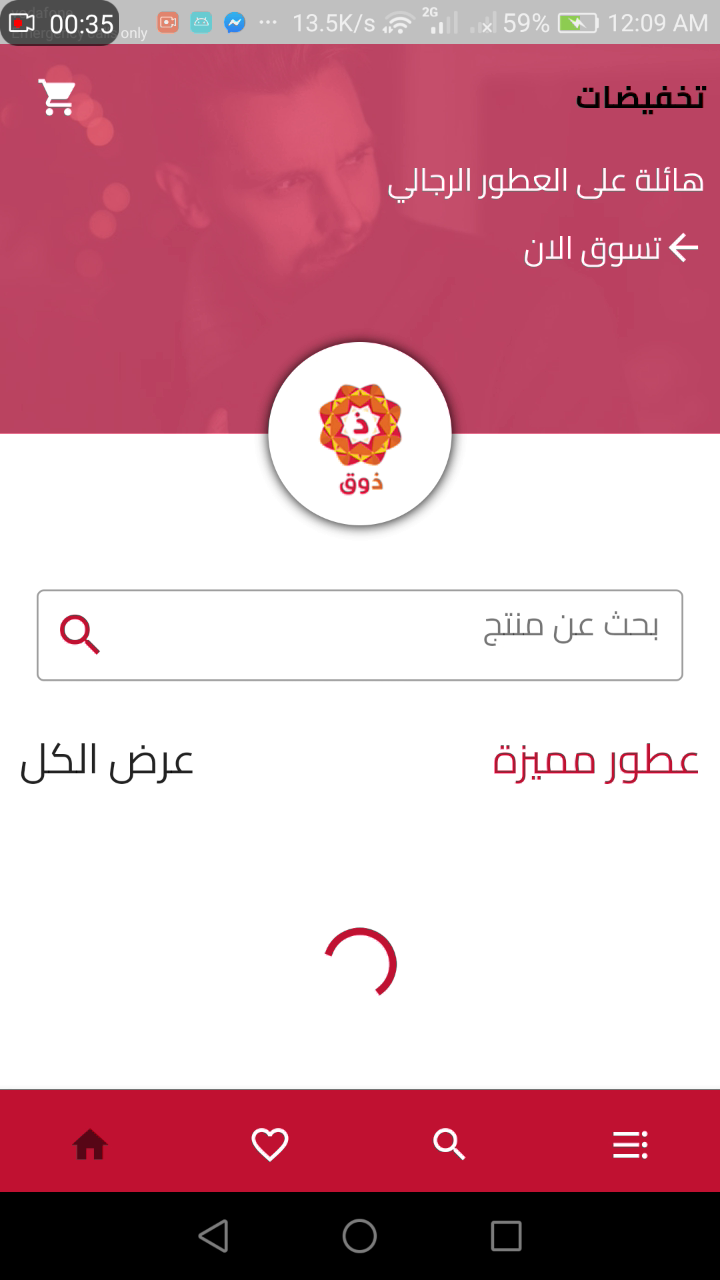 00:35
13.5K/s
2G
59%
12:09 AM
only
تخفيضات
هائلة على العطور الرجالي
تسوق الان
ذ
ذوق
بحث عن منتج
عطور مميزة
عرض الكل